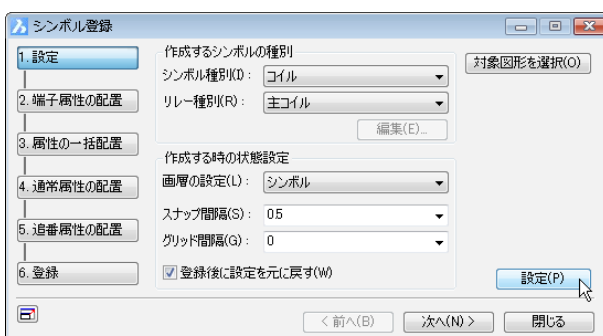 シンボル登録
1.設定
2.端子属性の配置
3.属性の一括配置
4.通常属性の配置
5.追番属性の配置
6.登録
作成するシンボルの種別
シンボル種別(I): コイル
リレー種別(R): 主コイル
編集(E)...
対象図形を選択(O)
作成する時の状態設定
画層の設定(L): シンボル
スナップ間隔(S): 0.5
グリッド間隔(G): 0
登録後に設定を元に戻す(W)
設定(P)
< 前へ(B)
次へ(N) >
閉じる